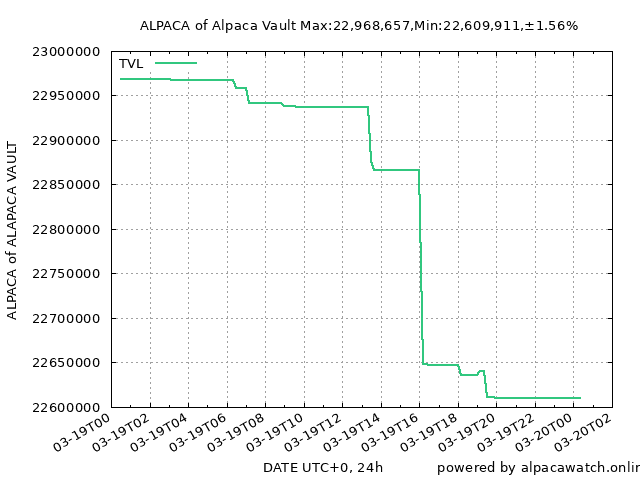 ALPACA of Alpaca Vault Max:22,968,657,Min:22,609,911,±1.56%
TVL
23000000
22950000
22900000
22850000
22800000
22750000
22700000
22650000
22600000
ALPACA of ALAPACA VAULT
03-19T00
03-19T02
03-19T04
03-19T06
03-19T08
03-19T10
03-19T12
03-19T14
03-19T16
03-19T18
03-19T20
03-19T22
03-20T00
03-20T02
DATE UTC+0, 24h
powered by alpacawatch.onlin